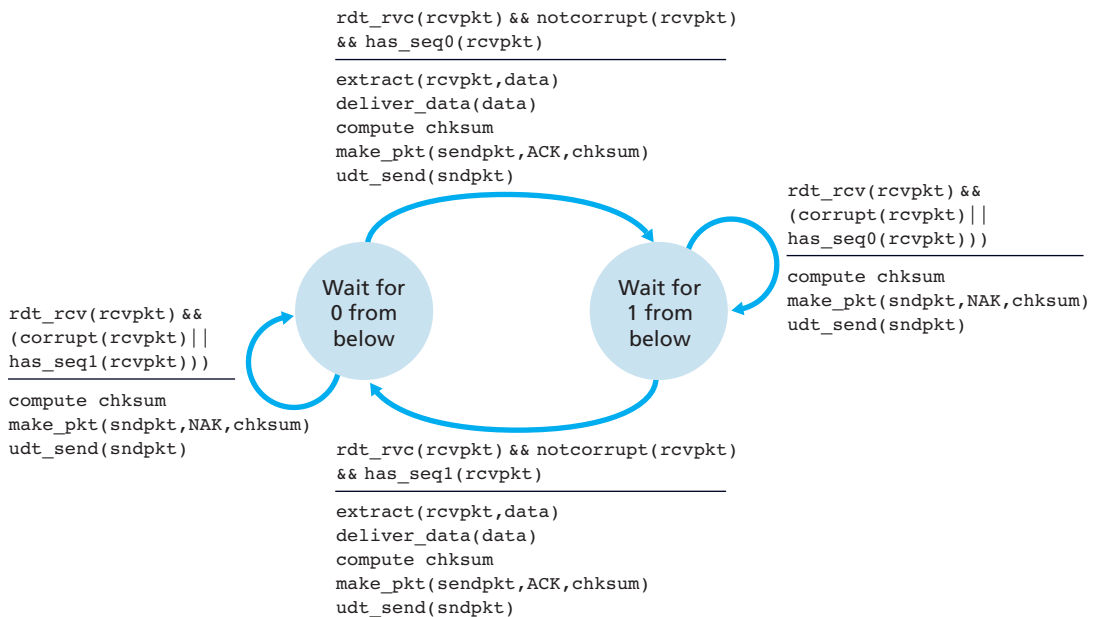 rdt_rvc(rcvpkt) && notcorrupt(rcvpkt)
&& has_seq0(rcvpkt)
extract(rcvpkt,data)
deliver_data(data)
compute chksum
make_pkt(sendpkt,ACK,chksum)
udt_send(sndpkt)
rdt_rcv(rcvpkt) &&
(corrupt(rcvpkt)||
has_seq0(rcvpkt)))
compute chksum
make_pkt(sndpkt,NAK,chksum)
udt_send(sndpkt)
Wait for
0 from
below
Wait for
1 from
below
rdt_rcv(rcvpkt) &&
(corrupt(rcvpkt)||
has_seq1(rcvpkt)))
compute chksum
make_pkt(sndpkt,NAK,chksum)
udt_send(sndpkt)
rdt_rvc(rcvpkt) && notcorrupt(rcvpkt)
&& has_seq1(rcvpkt)
extract(rcvpkt,data)
deliver_data(data)
compute chksum
make_pkt(sendpkt,ACK,chksum)
udt_send(sndpkt)